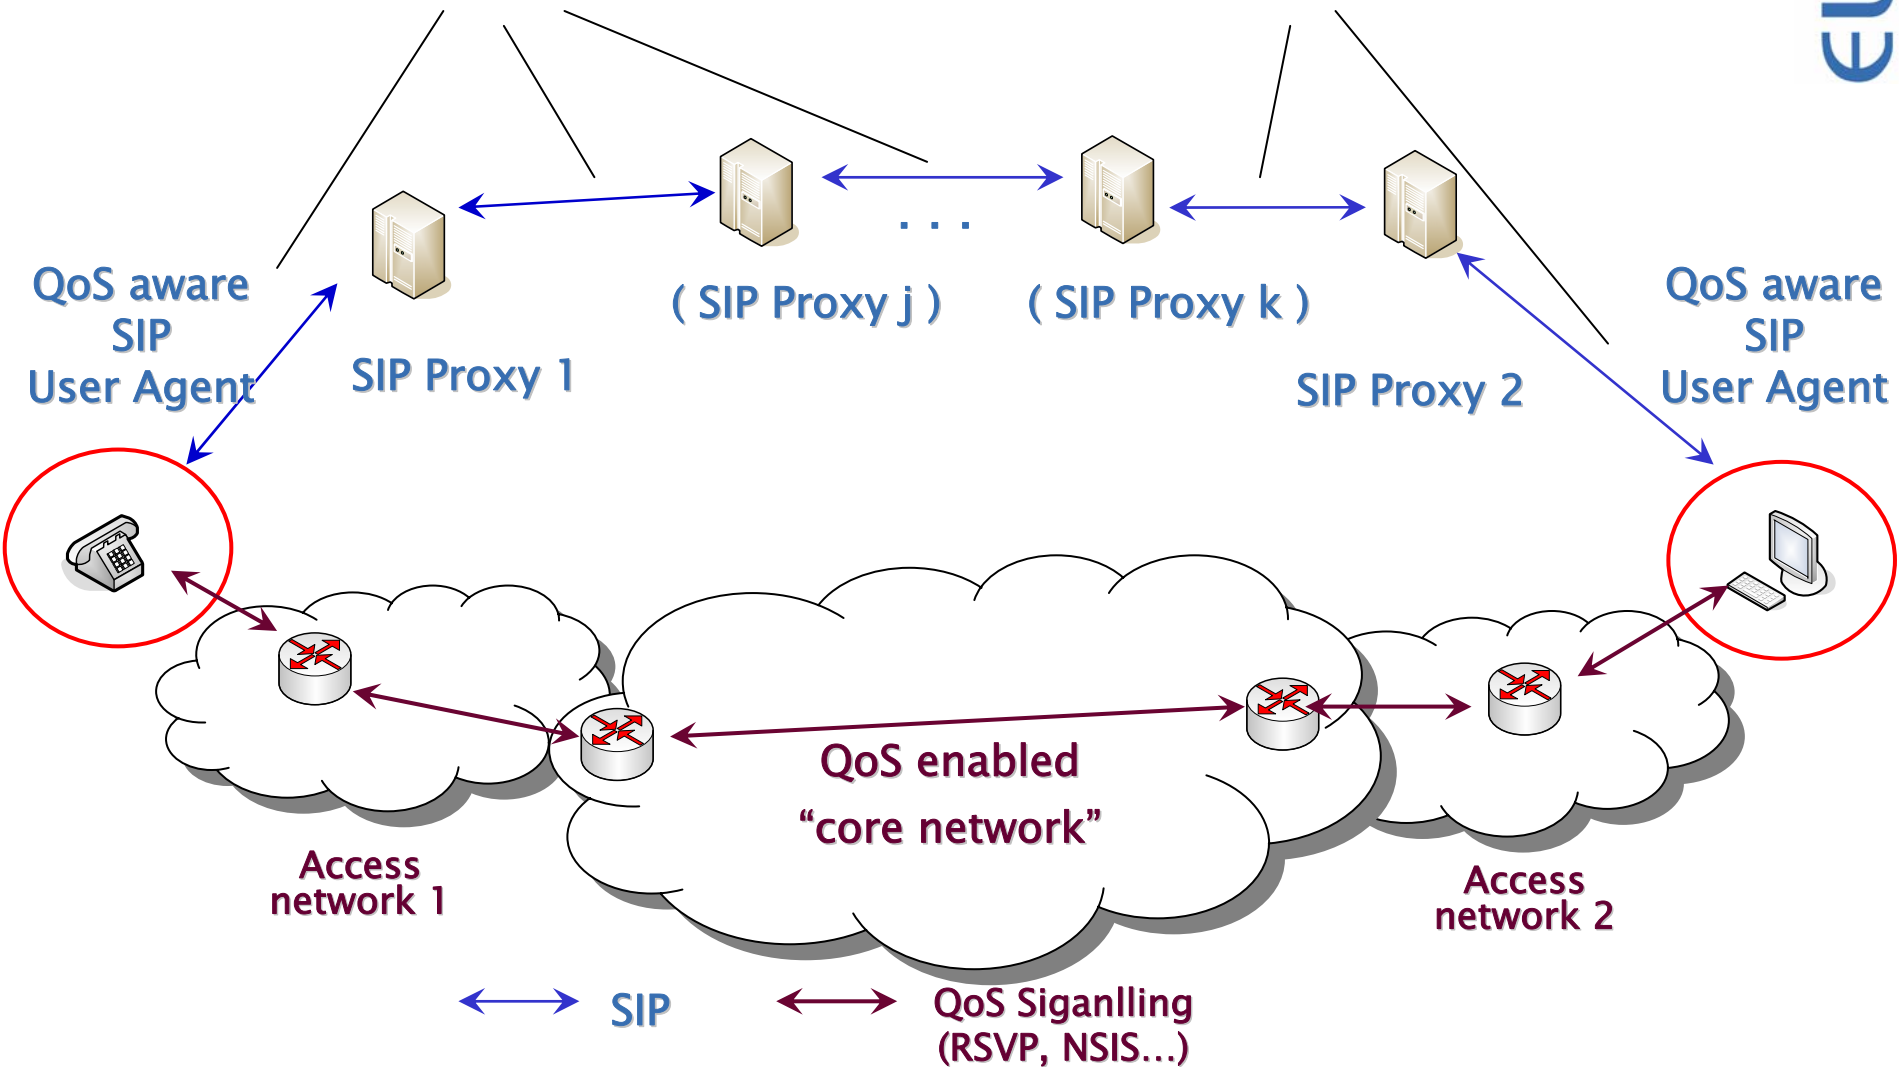 QoS aware
SIP
User Agent
SIP Proxy 1
( SIP Proxy j )
. . .
( SIP Proxy k )
SIP Proxy 2
QoS aware
SIP
User Agent
QoS enabled
“core network”
Access
network 1
Access
network 2
SIP
QoS Siganlling
(RSVP, NSIS...)